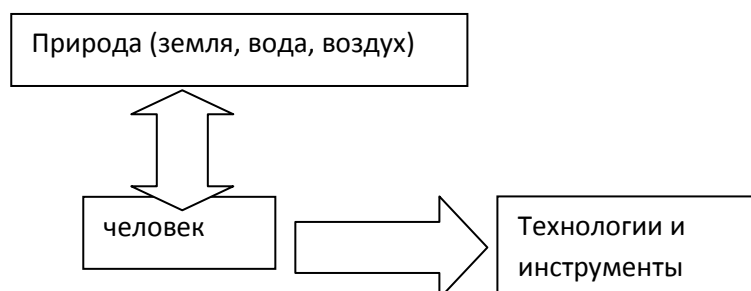 Природа (земля, вода, воздух)
человек
Технологии и
инструменты